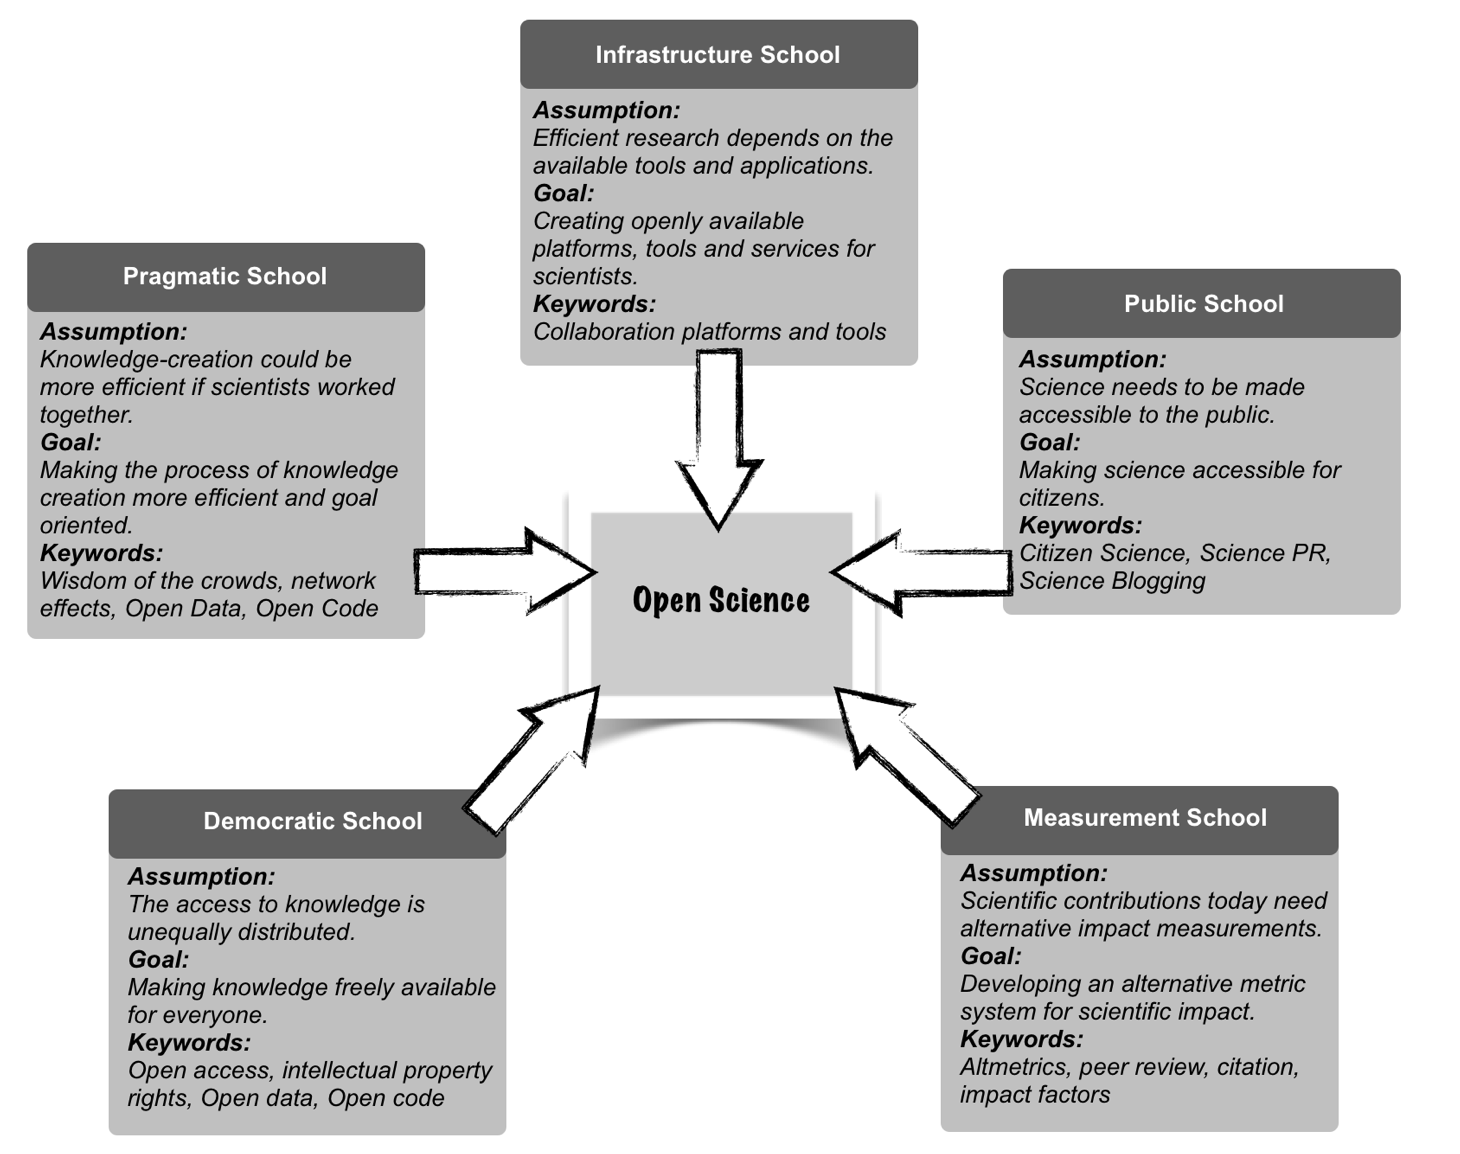 Infrastructure School
Assumption:
Efficient research depends on the
available tools and applications.
Goal:
Creating openly available
platforms, tools and services for
scientists.
Keywords:
Collaboration platforms and tools
Pragmatic School
Assumption:
Knowledge-creation could be
more efficient if scientists worked
together.
Goal:
Making the process of knowledge
creation more efficient and goal
oriented.
Keywords:
Wisdom of the crowds, network
effects, Open Data, Open Code
Public School
Assumption:
Science needs to be made
accessible to the public.
Goal:
Making science accessible for
citizens.
Keywords:
Citizen Science, Science PR,
Science Blogging
Open Science
Democratic School
Assumption:
The access to knowledge is
unequally distributed.
Goal:
Making knowledge freely available
for everyone.
Keywords:
Open access, intellectual property
rights, Open data, Open code
Measurement School
Assumption:
Scientific contributions today need
alternative impact measurements.
Goal:
Developing an alternative metric
system for scientific impact.
Keywords:
Altmetrics, peer review, citation,
impact factors